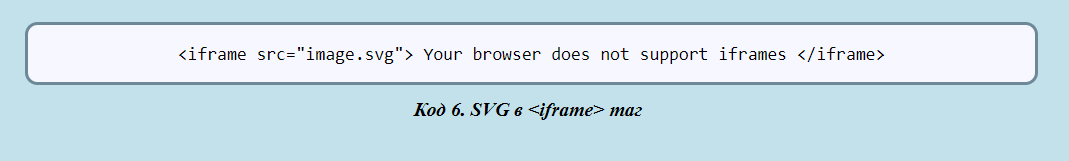 <iframe src="image.svg"> Your browser does not support iframes </iframe>
Код 6. SVG в <iframe> таг